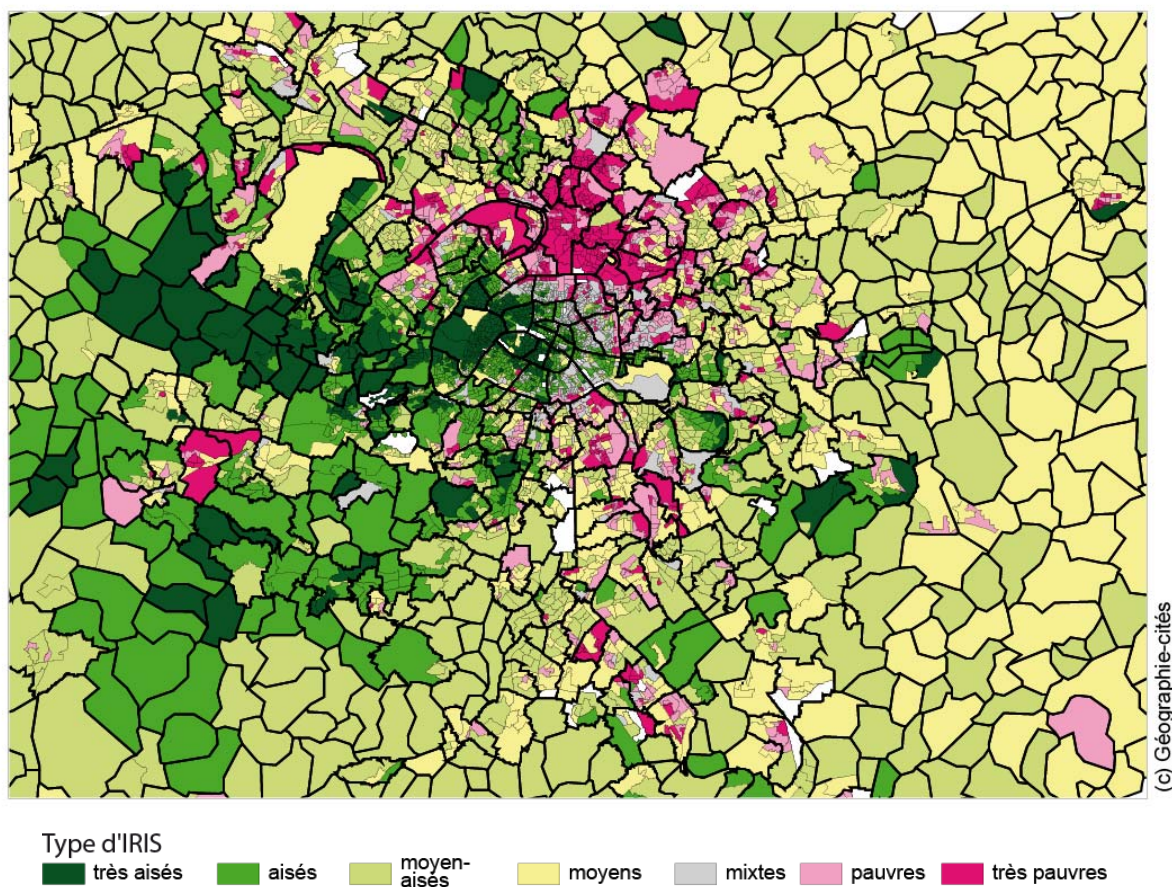 (c) Géographie-cités
Type d'IRIS
très aisés
aisés
moyen-
aisés
moyens
mixtes
pauvres
très pauvres